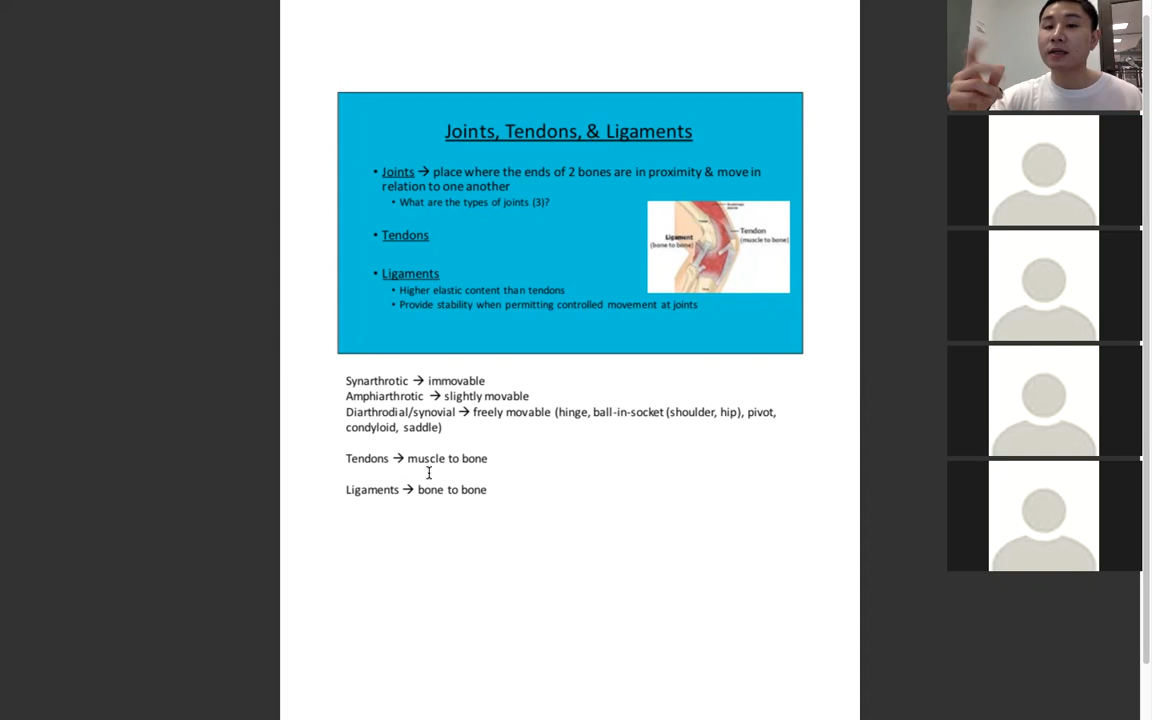 Joints, Tendons, & Ligaments
• Joints → place where the ends of 2 bones are in proximity & move in
relation to one another
• What are the types of joints (3)?
• Tendons
• Ligaments
• Higher elastic content than tendons
• Provide stability when permitting controlled movement at joints
Ligament
(bone to bone)
Tendon
(muscle to bone)
Synarthrotic → immovable
Amphiarthrotic → slightly movable
Diarthrodial/synovial → freely movable (hinge, ball-in-socket (shoulder, hip), pivot,
condyloid, saddle)
Tendons → muscle to bone
Ligaments → bone to bone